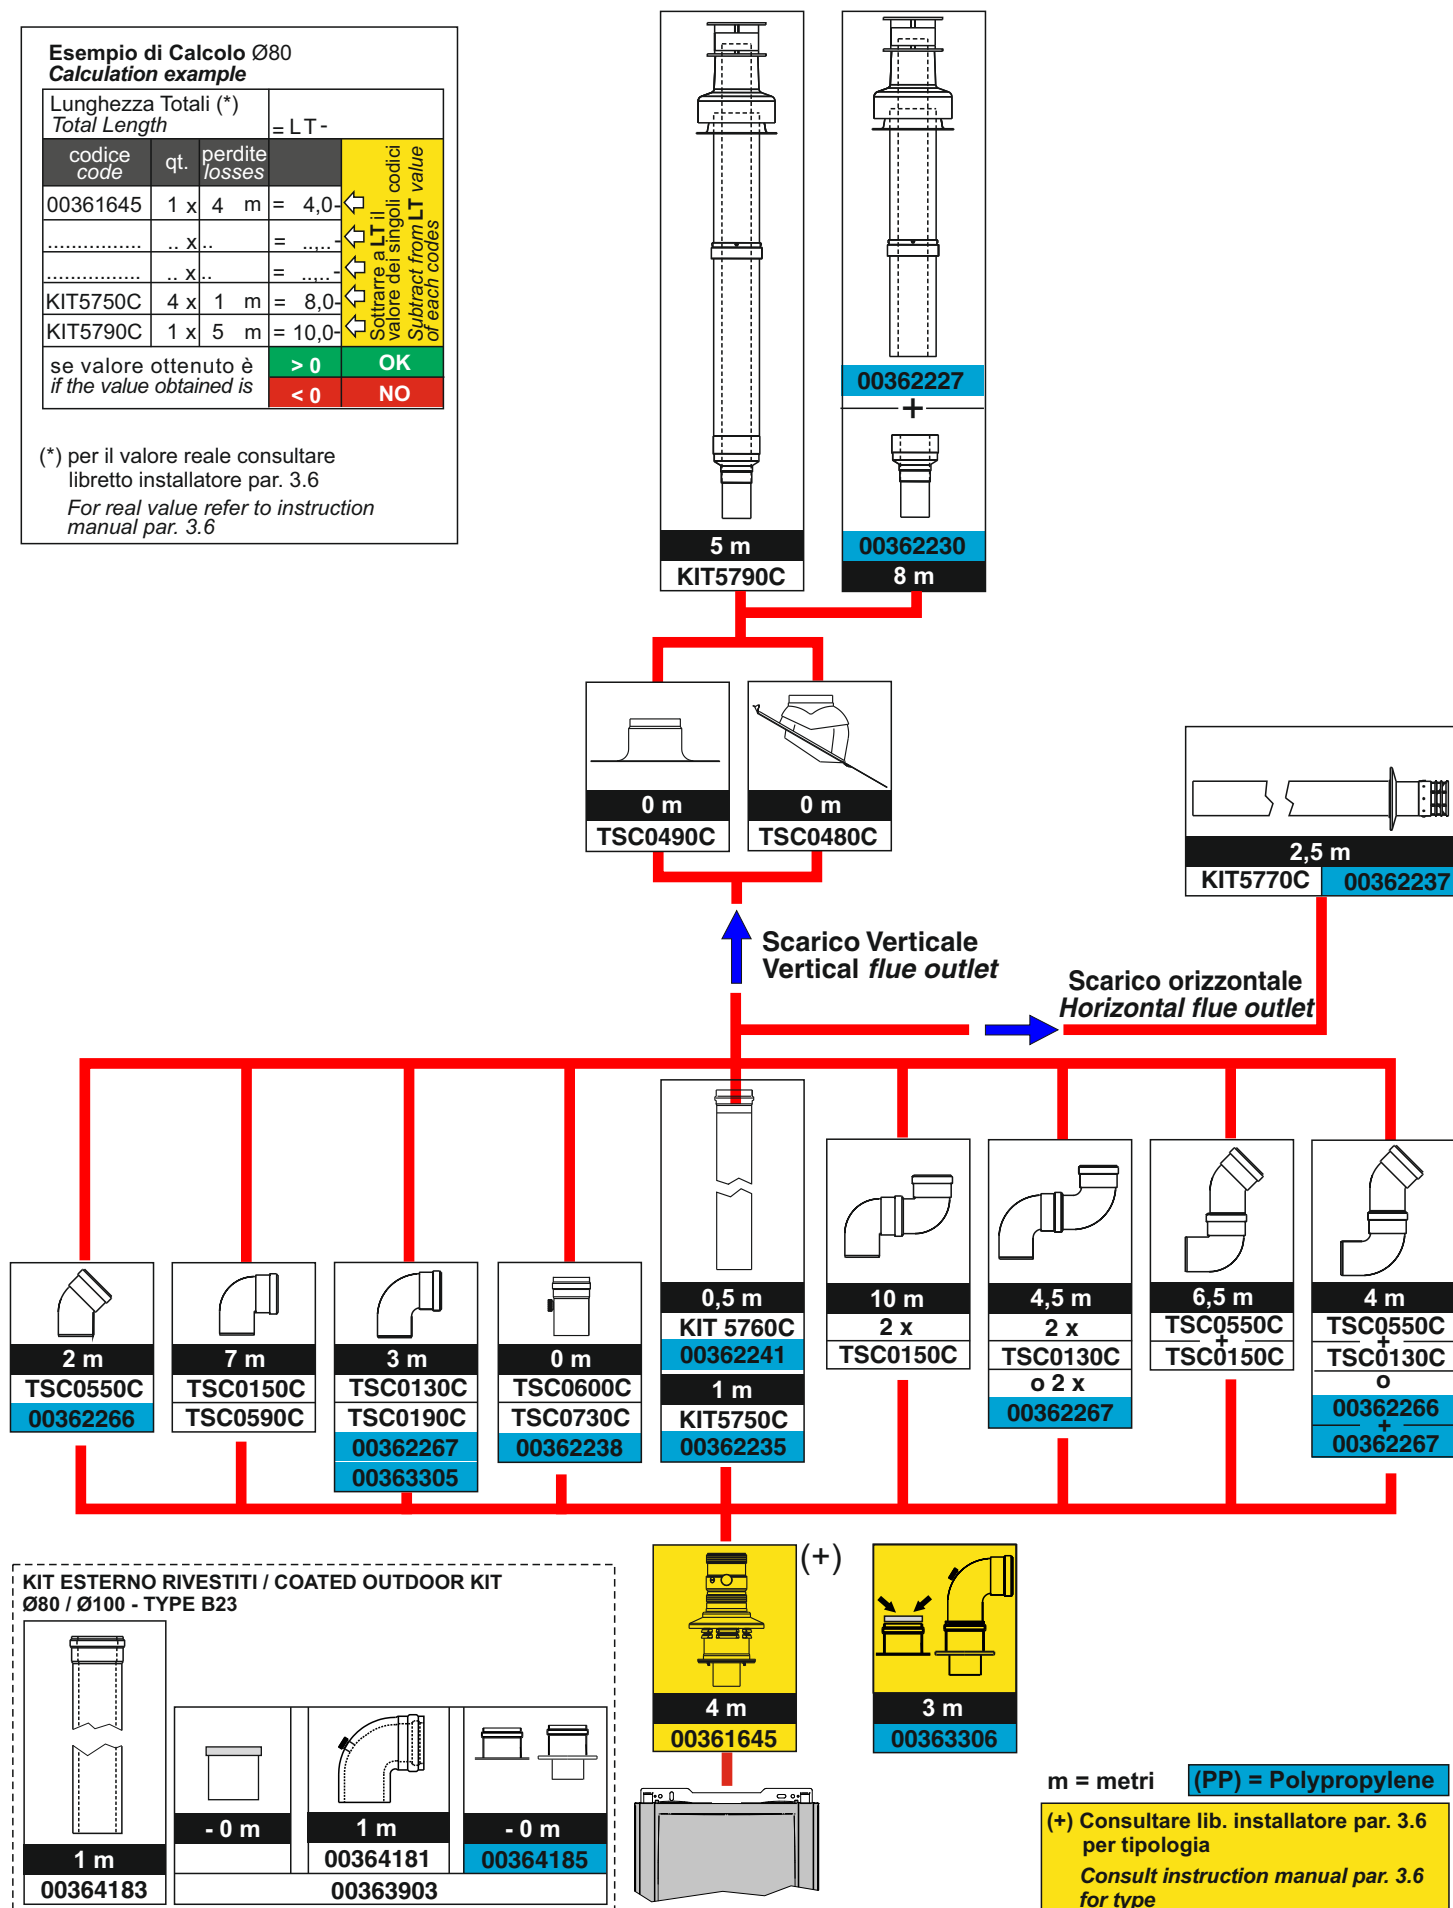 Esempio di Calcolo Ø80
Calculation example
Lunghezza Totali (*)
Total Length
= LT -
codice
code
qt.
perdite
losses
00361645 1 x 4 m = 4,0-
................ .. x .. = ..,.. -
................ .. x .. = ..,.. -
KIT5750C 4 x 1 m = 8,0-
KIT5790C 1 x 5 m = 10,0-
Sottrarre a LT il
valore dei singoli codici
Subtract from LT value
of each codes
se valore ottenuto è
if the value obtained is
> 0 OK
< 0 NO
(*) per il valore reale consultare
libretto installatore par. 3.6
For real value refer to instruction
manual par. 3.6
5 m
KIT5790C
00362227
+
00362230
8 m
0 m
TSC0490C
0 m
TSC0480C
2,5 m
KIT5770C 00362237
Scarico Verticale
Vertical flue outlet
Scarico orizzontale
Horizontal flue outlet
2 m
TSC0550C
00362266
7 m
TSC0150C
TSC0590C
3 m
TSC0130C
TSC0190C
00362267
00363305
0 m
TSC0600C
TSC0730C
00362238
0,5 m
KIT 5760C
00362241
1 m
KIT5750C
00362235
10 m
2 x
TSC0150C
4,5 m
2 x
TSC0130C
o 2 x
00362267
6,5 m
TSC0550C
+
TSC0150C
4 m
TSC0550C
+
TSC0130C
o
00362266
+
00362267
KIT ESTERNO RIVESTITI / COATED OUTDOOR KIT
Ø80 / Ø100 - TYPE B23
1 m
00364183
- 0 m
1 m
00364181
- 0 m
00364185
00363903
(+)
4 m
00361645
3 m
00363306
m = metri
(PP) = Polypropylene
(+) Consultare lib. installatore par. 3.6
per tipologia
Consult instruction manual par. 3.6
for type